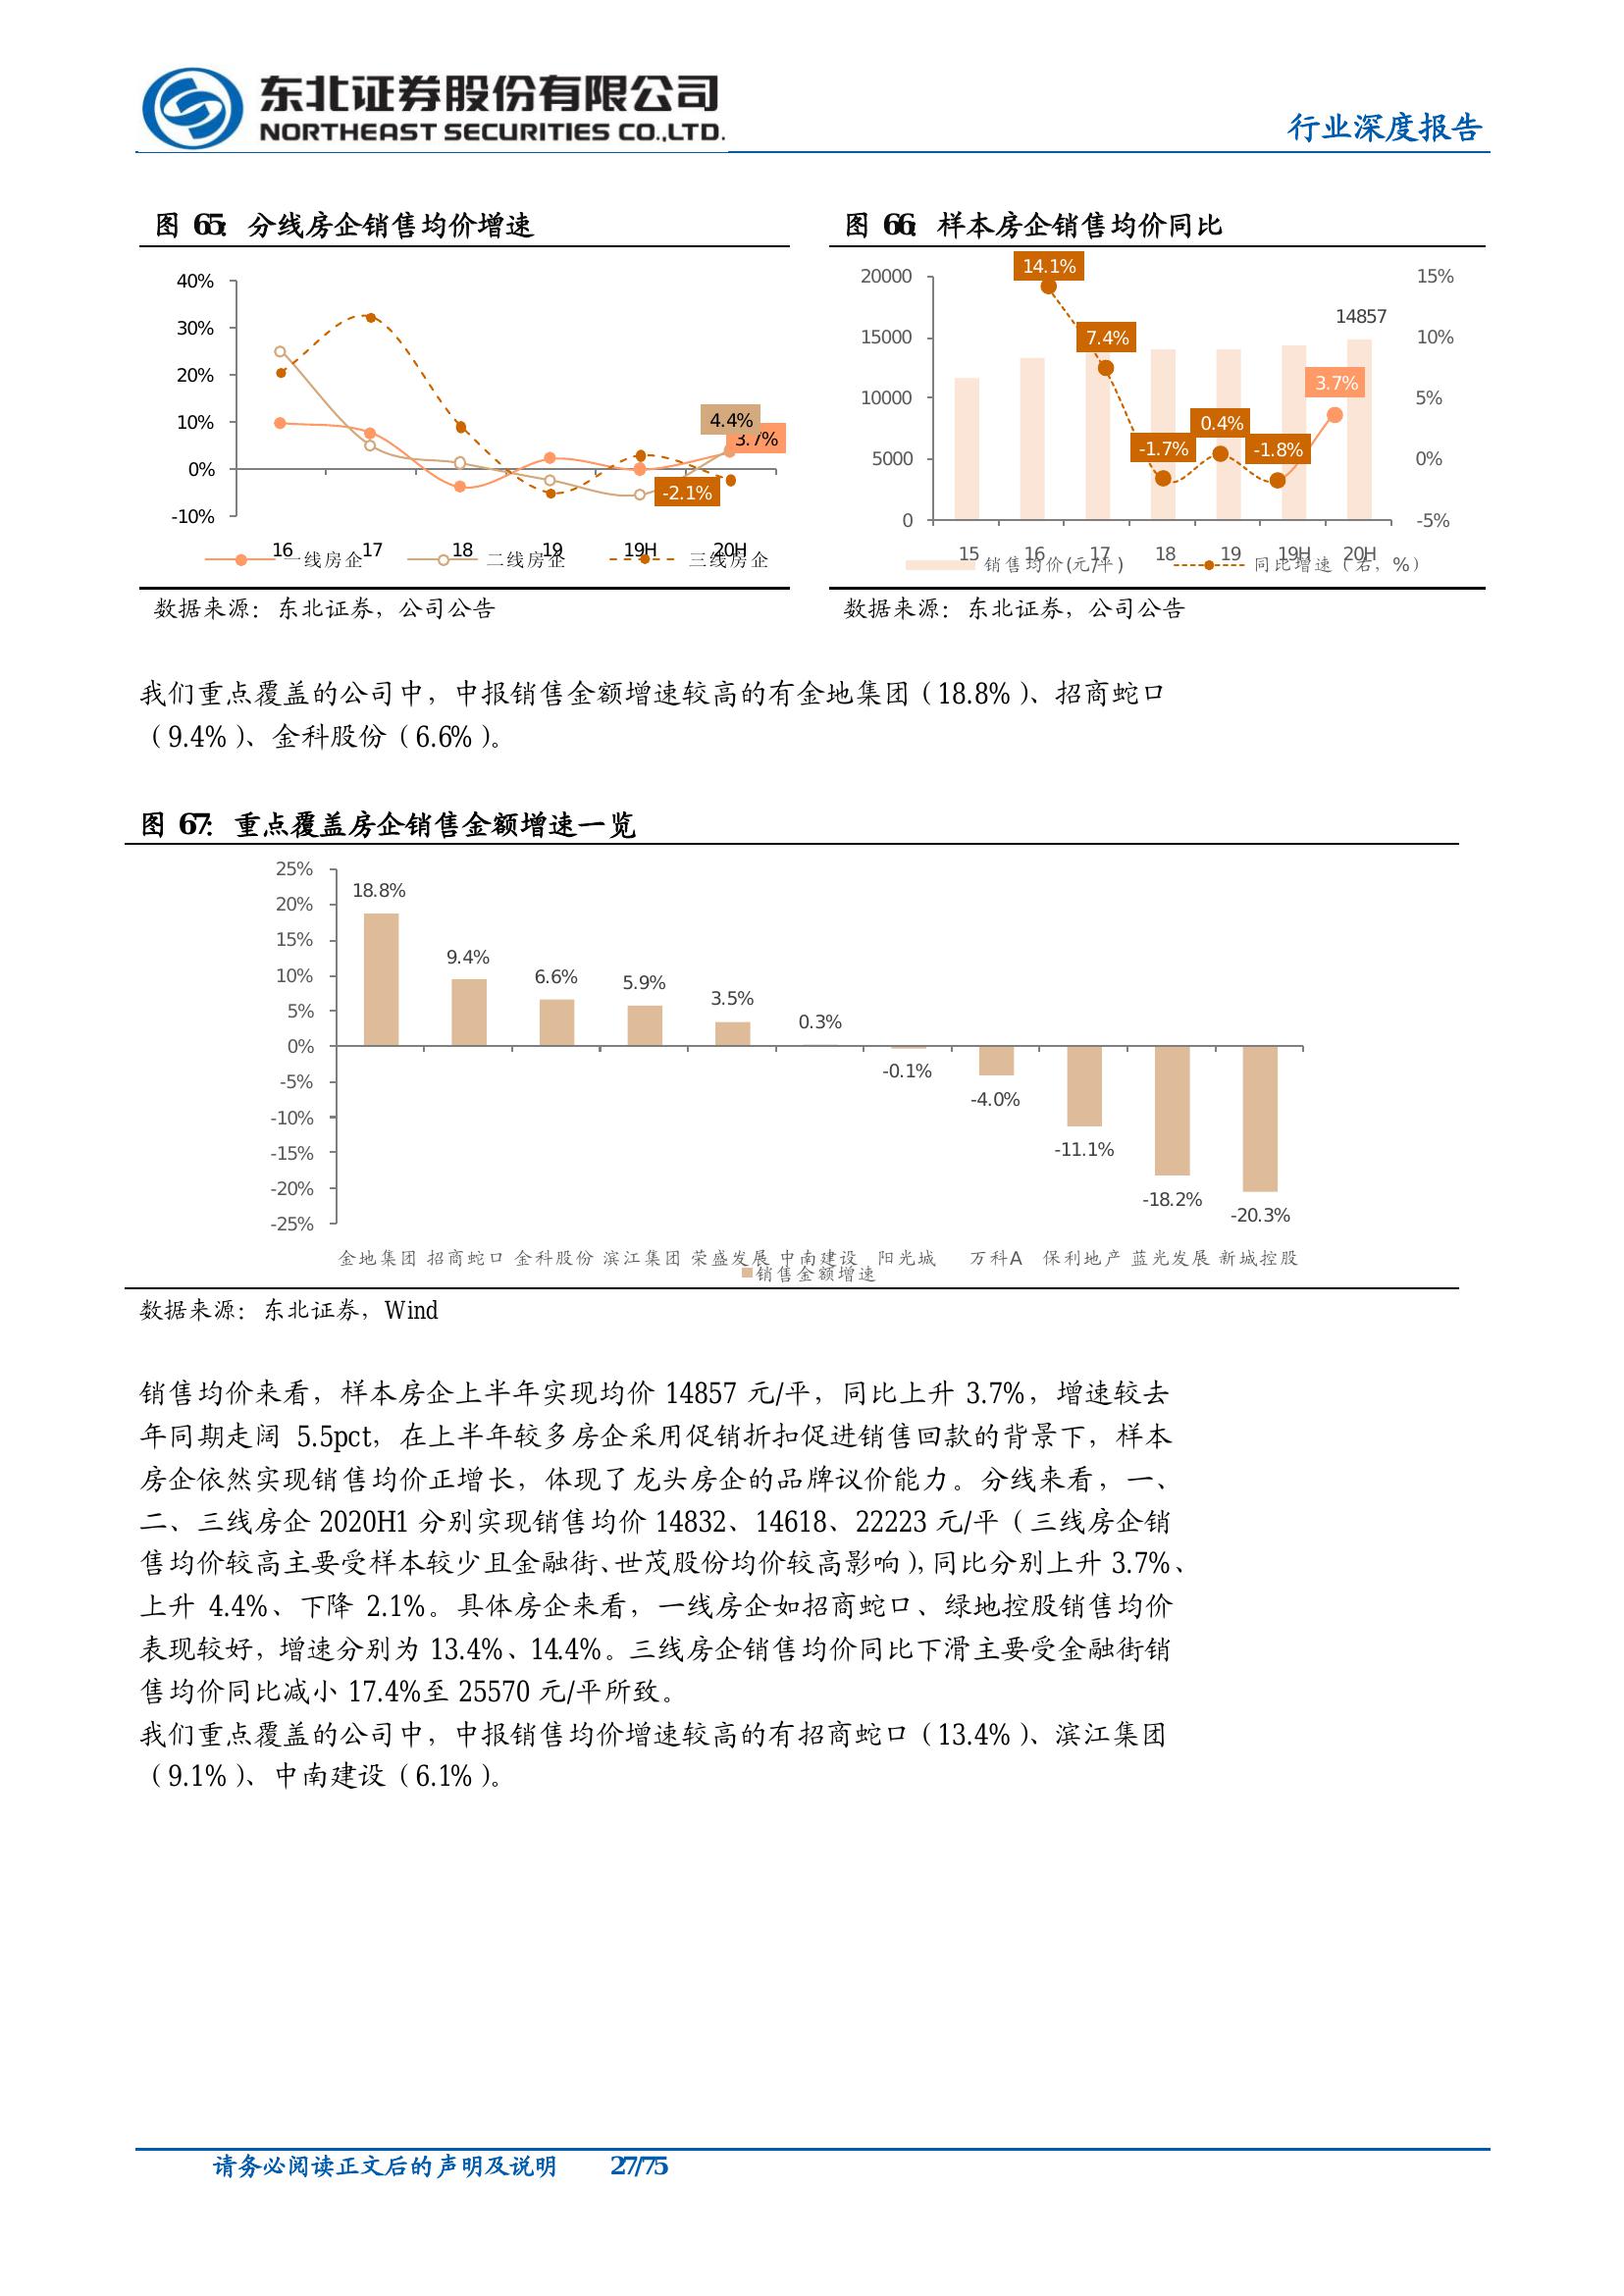 东北证券股份有限公司
NORTHEAST SECURITIES CO.,LTD.
行业深度报告
图 65：分线房企销售均价增速
40%
30%
20%
10%
0%
-10%
4.4%
3.7%
-2.1%
16 17 18 19 19H 20H
一线房企 二线房企 三线房企
数据来源：东北证券，公司公告
图 66：样本房企销售均价同比
20000
15000
10000
5000
0
15%
10%
5%
0%
-5%
14.1%
7.4%
-1.7%
0.4%
-1.8%
3.7%
14857
15 16 17 18 19 19H 20H
销售均价(元/平) 同比增速（右，%）
数据来源：东北证券，公司公告
我们重点覆盖的公司中，中报销售金额增速较高的有金地集团（18.8%）、招商蛇口
（9.4%）、金科股份（6.6%）。
图 67：重点覆盖房企销售金额增速一览
25%
20%
15%
10%
5%
0%
-5%
-10%
-15%
-20%
-25%
18.8%
9.4%
6.6%
5.9%
3.5%
0.3%
-0.1%
-4.0%
-11.1%
-18.2%
-20.3%
金地集团 招商蛇口 金科股份 滨江集团 荣盛发展 中南建设 阳光城 万科A 保利地产 蓝光发展 新城控股
销售金额增速
数据来源：东北证券，Wind
销售均价来看，样本房企上半年实现均价 14857 元/平，同比上升 3.7%，增速较去
年同期走阔 5.5pct，在上半年较多房企采用促销折扣促进销售回款的背景下，样本
房企依然实现销售均价正增长，体现了龙头房企的品牌议价能力。分线来看，一、
二、三线房企 2020H1 分别实现销售均价 14832、14618、22223 元/平（三线房企销
售均价较高主要受样本较少且金融街、世茂股份均价较高影响），同比分别上升 3.7%、
上升 4.4%、下降 2.1%。具体房企来看，一线房企如招商蛇口、绿地控股销售均价
表现较好，增速分别为 13.4%、14.4%。三线房企销售均价同比下滑主要受金融街销
售均价同比减小 17.4%至 25570 元/平所致。
我们重点覆盖的公司中，中报销售均价增速较高的有招商蛇口（13.4%）、滨江集团
（9.1%）、中南建设（6.1%）。
请务必阅读正文后的声明及说明 27/75